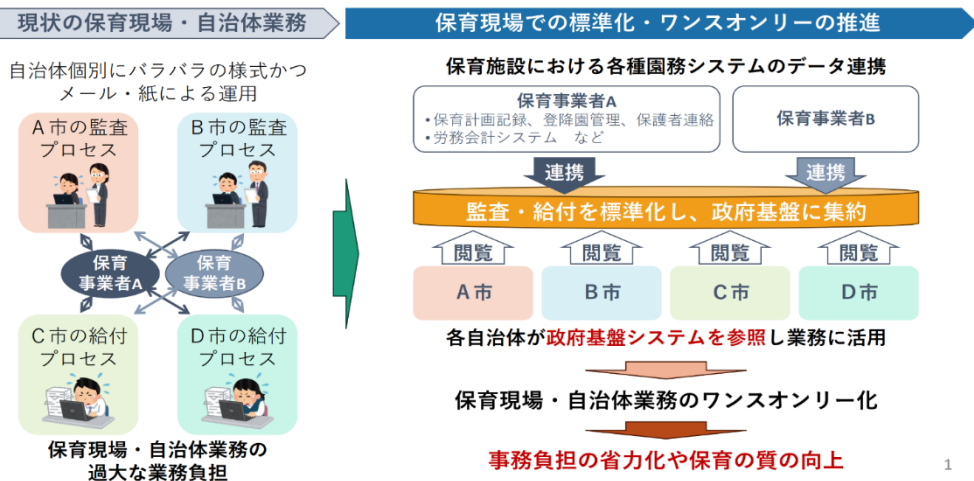 現状の保育現場・自治体業務
自治体個別にバラバラの様式かつ
メール・紙による運用
A市の監査
プロセス
B市の監査
プロセス
保育
事業者A
保育
事業者B
C市の給付
プロセス
D市の給付
プロセス
保育現場・自治体業務の
過大な業務負担
保育現場での標準化・ワンスオンリーの推進
保育施設における各種園務システムのデータ連携
保育事業者A
•保育計画記録、登降園管理、保護者連絡
•労務会計システム など
保育事業者B
連携
連携
監査・給付を標準化し、政府基盤に集約
閲覧
閲覧
閲覧
閲覧
A市
B市
C市
D市
各自治体が政府基盤システムを参照し業務に活用
保育現場・自治体業務のワンスオンリー化
事務負担の省力化や保育の質の向上
1